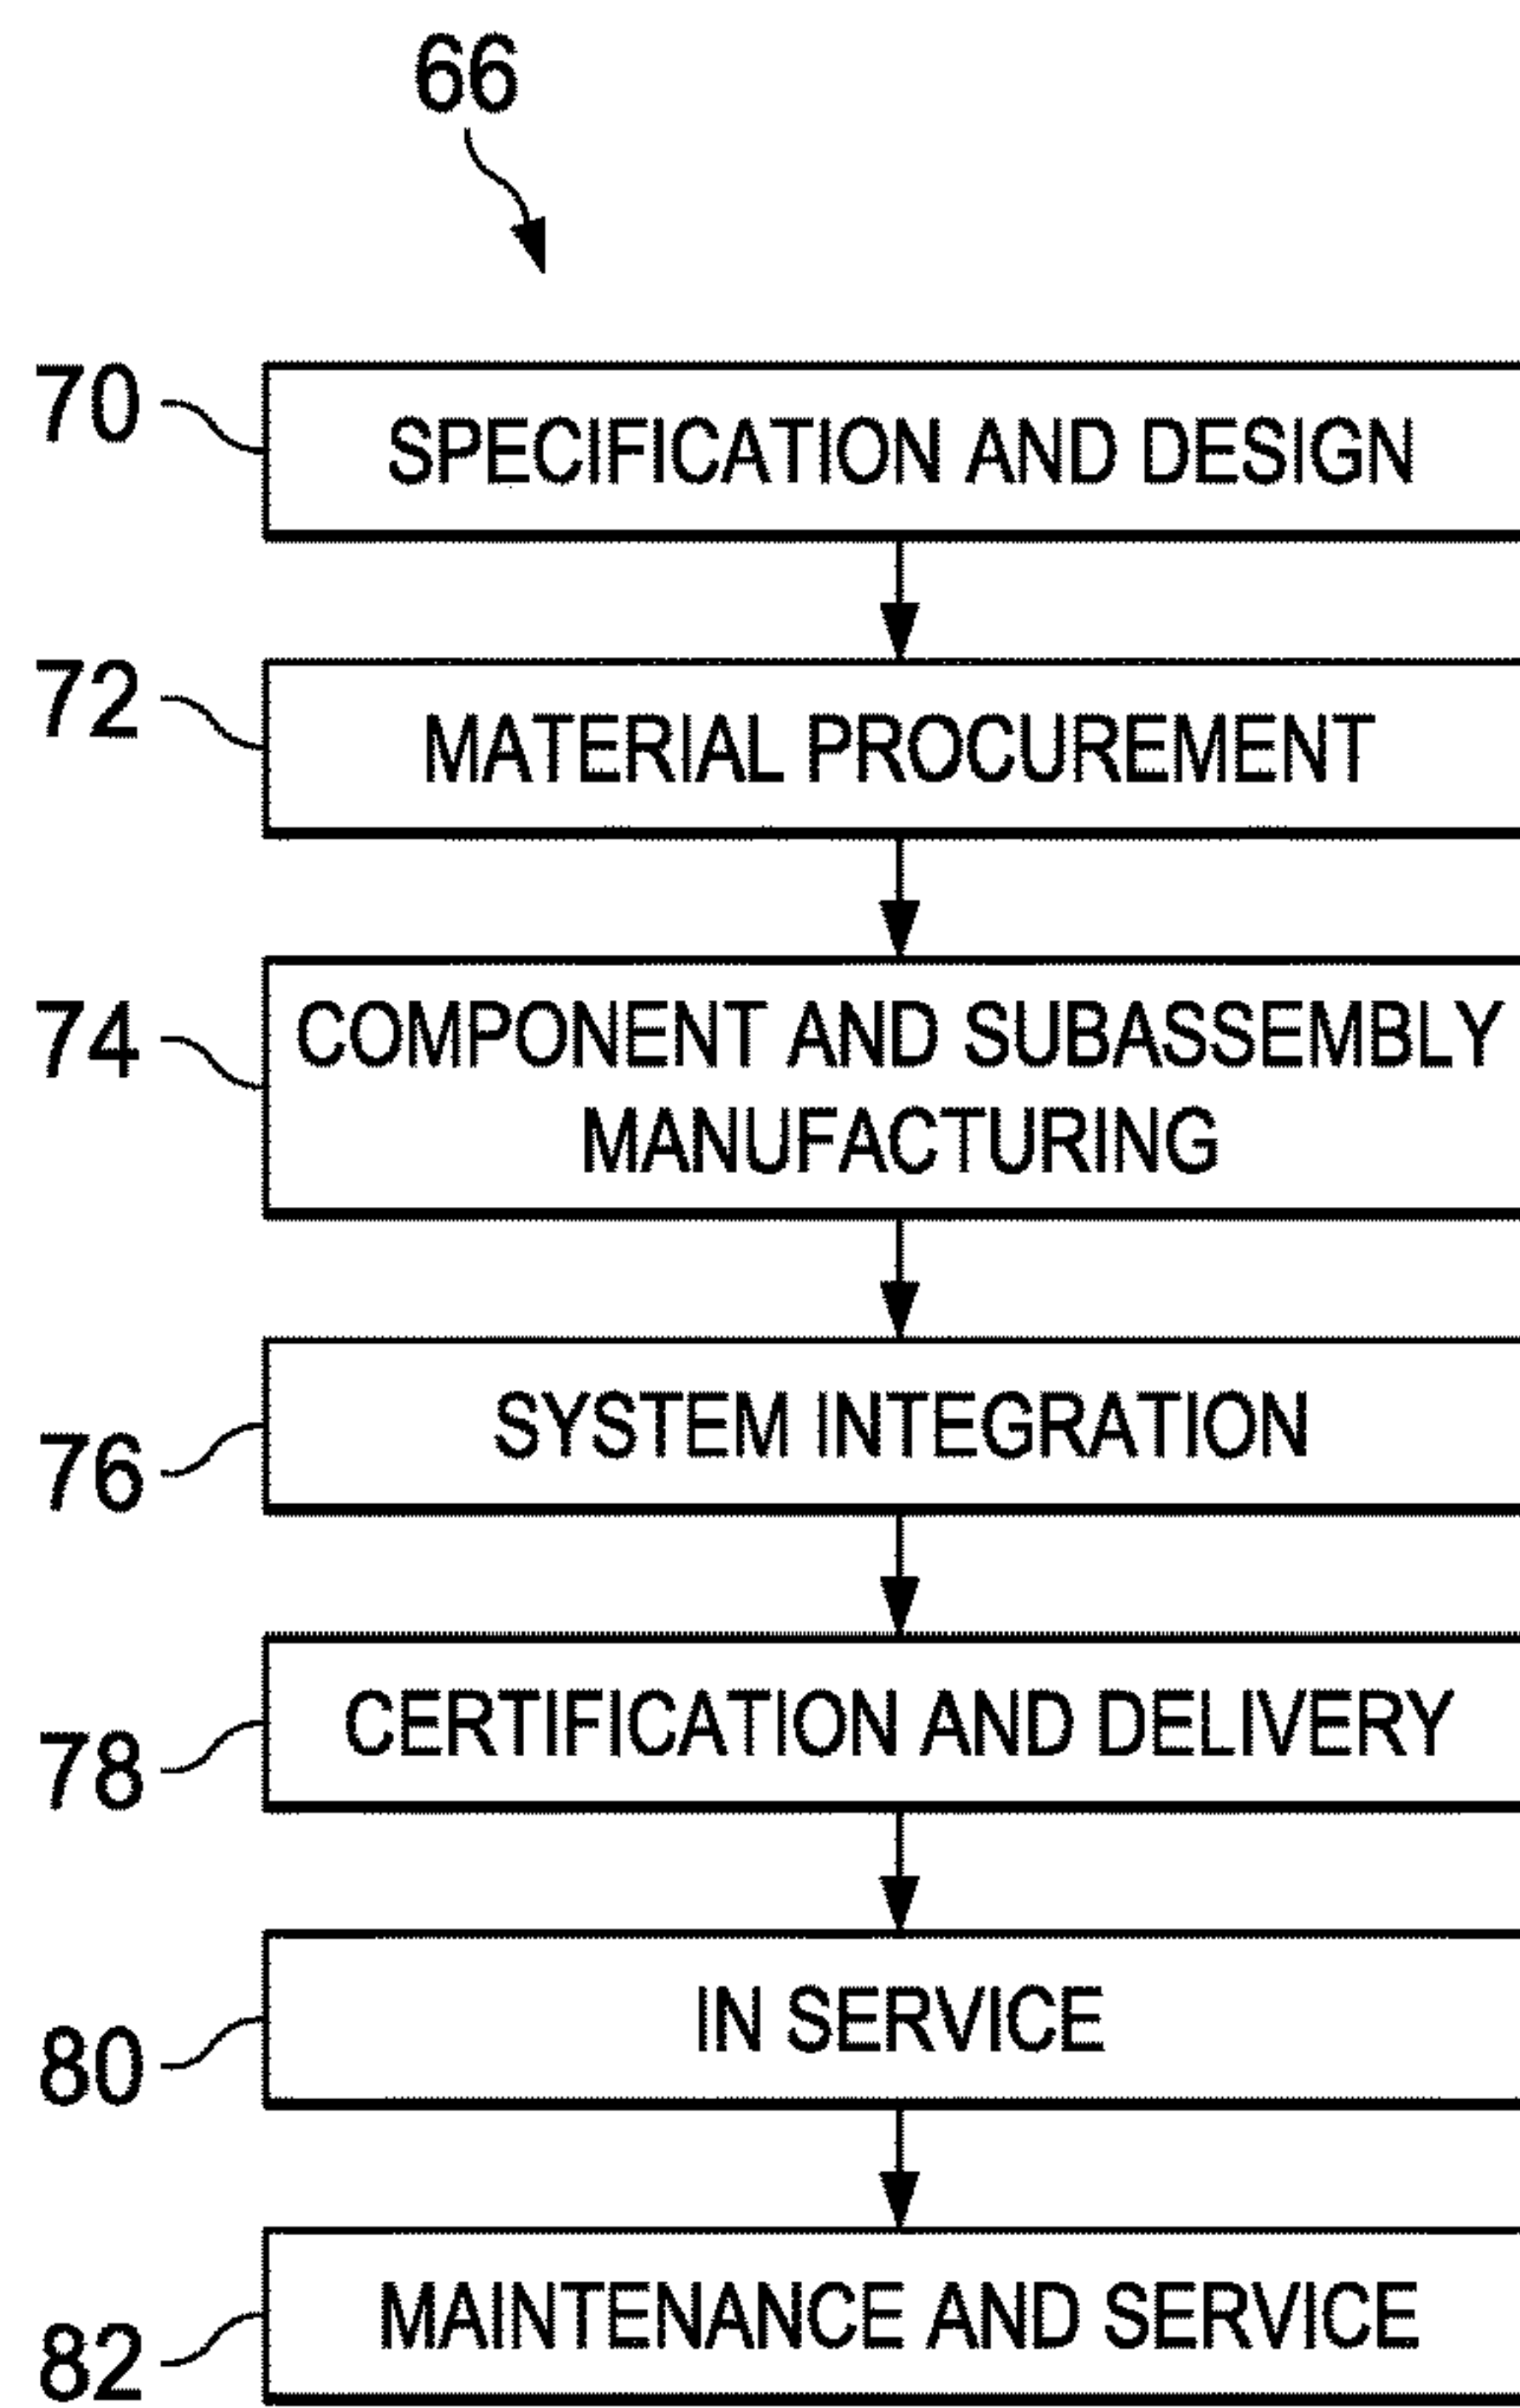 66
70
SPECIFICATION AND DESIGN
72
MATERIAL PROCUREMENT
74
COMPONENT AND SUBASSEMBLY
MANUFACTURING
76
SYSTEM INTEGRATION
78
CERTIFICATION AND DELIVERY
80
IN SERVICE
82
MAINTENANCE AND SERVICE